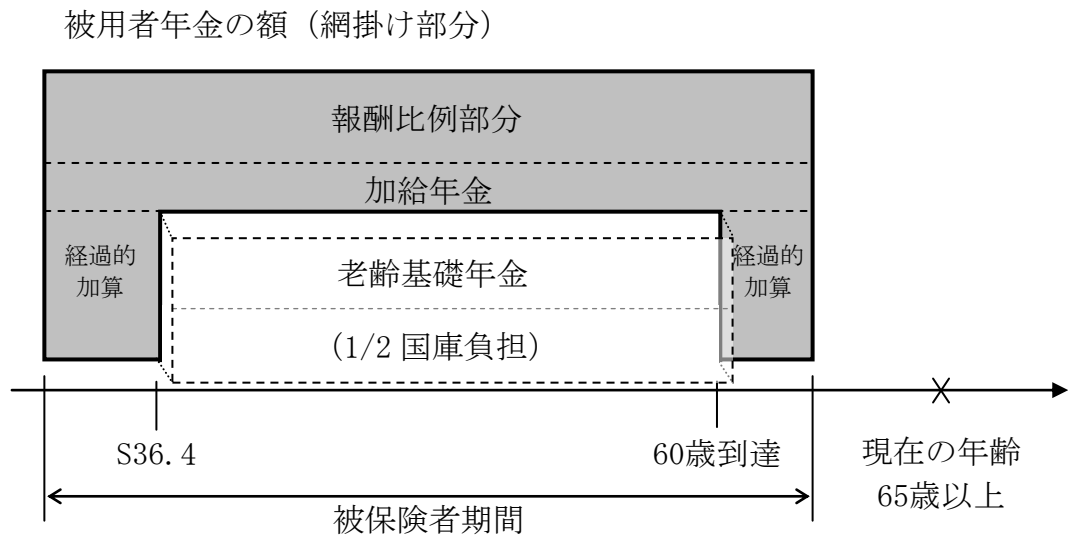 被用者年金の額（網掛け部分）
報酬比例部分
加給年金
経過的
加算
老齢基礎年金
(1/2 国庫負担)
経過的
加算
S36.4
60歳到達
現在の年齢
65歳以上
被保険者期間